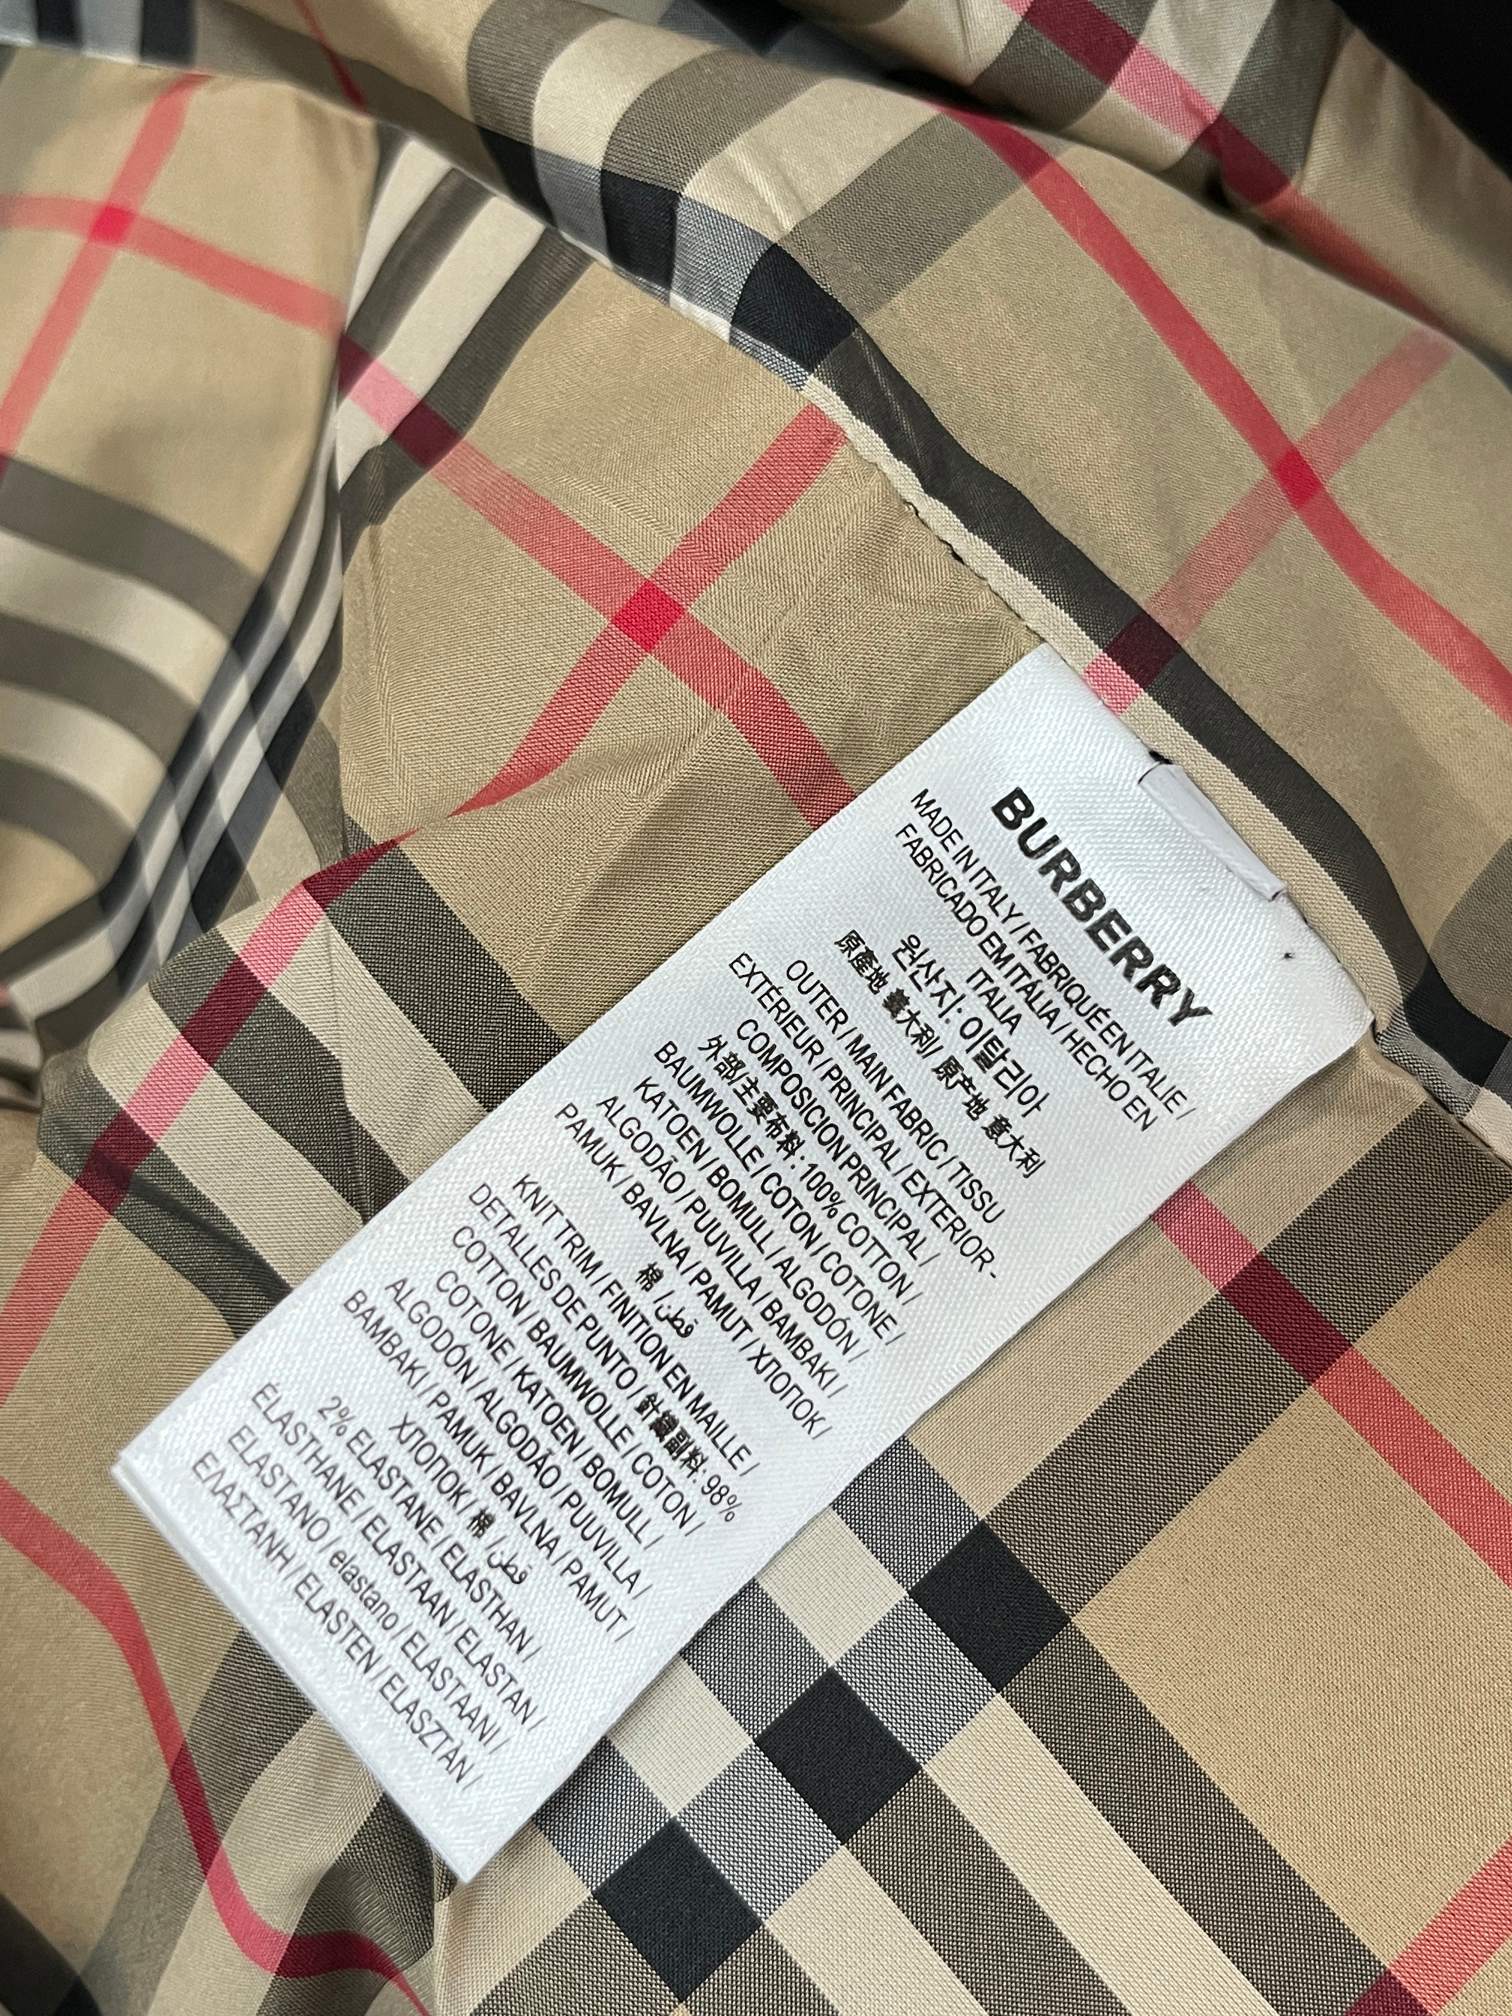 BURBERRY
MADE IN ITALY / FABRIQUÉ EN ITALIE /
FABRICADO EM ITÁLIA / HECHO EN
ITALIA
원산지: 이탈리아
原產地 義大利/ 原产地 意大利
OUTER / MAIN FABRIC / TISSU
EXTÉRIEUR / PRINCIPAL / EXTERIOR -
COMPOSICION PRINCIPAL /
外部/主要布料 : 100% COTTON /
BAUMWOLLE / COTON / COTONE /
KATOEN / BOMULL / ALGODÓN /
ALGODÃO / PUUVILLA / BAMBAKI /
PAMUK / BAVLNA / PAMUT / ХЛОПОК /
棉 / قطن
KNIT TRIM / FINITION EN MAILLE /
DETALLES DE PUNTO / 針織副料: 98%
COTTON / BAUMWOLLE / COTON /
COTONE / KATOEN / BOMULL /
ALGODÓN / ALGODÃO / PUUVILLA /
BAMBAKI / PAMUK / BAVLNA / PAMUT /
ХЛОПОК / 棉 / قطن
2% ELASTANE / ELASTHAN /
ÉLASTHANE / ELASTAAN / ELASTAN /
ELASTANO / elastano / ELASTAANI /
ΕΛΑΣΤΑΝΗ / ELASTEN / ELASZTÁN /